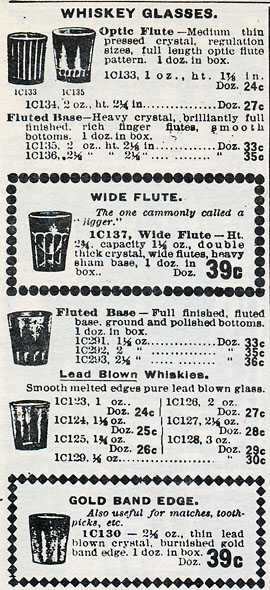 WHISKEY GLASSES.
Optic Flute—Medium thin
pressed crystal, regulation
sizes, full length optic flute
pattern. 1 doz. in box.
1C133, 1 oz., ht. 1⅞ in.
Doz. 24c
1C133 1C135
1C134, 2 oz., ht. 2¼ in..............Doz. 27c
Fluted Base—Heavy crystal, brilliantly full
finished, rich finger flutes, smooth
bottoms. 1 doz. in box.
1C135, 2 oz., ht. 2¼ in...........Doz. 33c
1C136, 2½ " " 2⅜ "............ " 35c
WIDE FLUTE.
The one cammonly called a
"jigger."
1C137, Wide Flute—Ht.
2¾, capacity 1½ oz., double
thick crystal, wide flutes, heavy
sham base, 1 doz. in
box.. Doz. 39c
Fluted Base—Full finished, fluted
base, ground and polished bottoms.
1 doz. in box.
1C291, 1½ oz..................Doz. 33c
1C292, 2 " .................. " 35c
1C293, 2½ " .................. " 36c
Lead Blown Whiskies.
Smooth melted edges pure lead blown glass.
1C123, 1 oz.. Doz. 24c
1C124, 1⅛ oz. Doz. 25c
1C125, 1¾ oz. Doz. 26c
1C126, 2 oz. Doz. 27c
1C127, 2½ oz. Doz. 28c
1C128, 3 oz. Doz. 29c
1C129, ½ oz........................ " 30c
GOLD BAND EDGE.
Also useful for matches, tooth-
picks, etc.
1C130 — 2½ oz., thin lead
blown crystal, burnished gold
band edge. 1 doz. in box.
Doz. 39c